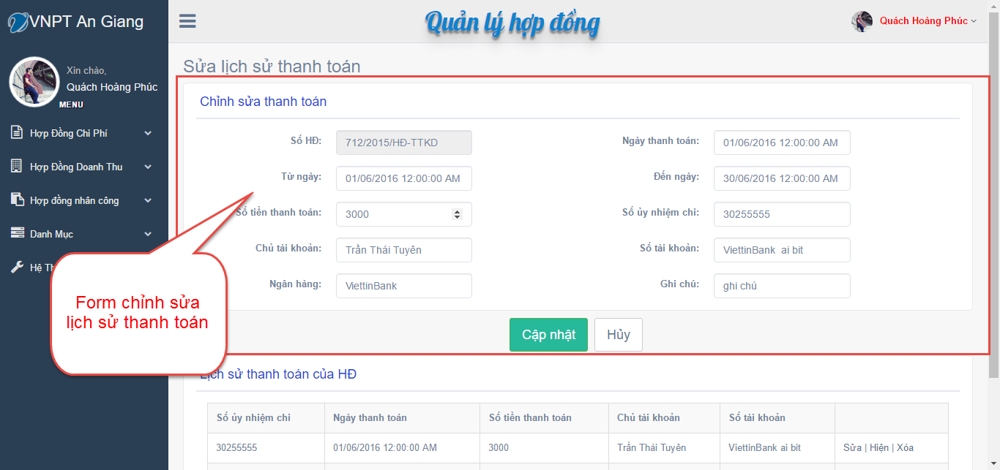 VNPT An Giang
Quản lý hợp đồng
Quách Hoàng Phúc
Xin chào,
Quách Hoàng Phúc
MENU
Hợp Đồng Chi Phí
Hợp Đồng Doanh Thu
Hợp đồng nhân công
Danh Mục
Hệ
Sửa lịch sử thanh toán
Chỉnh sửa thanh toán
Số HĐ: 712/2015/HĐ-TTKD Ngày thanh toán: 01/06/2016 12:00:00 AM
Từ ngày: 01/06/2016 12:00:00 AM Đến ngày: 30/06/2016 12:00:00 AM
Số tiền thanh toán: 3000 Số ủy nhiệm chi: 30255555
Chủ tài khoản: Trần Thái Tuyên Số tài khoản: ViettinBank ai bit
Ngân hàng: ViettinBank Ghi chú: ghi chú
Form chỉnh sửa
lịch sử thanh toán
Cập nhật Hủy
Lịch sử thanh toán của HĐ
Số ủy nhiệm chi Ngày thanh toán Số tiền thanh toán Chủ tài khoản Số tài khoản
30255555 01/06/2016 12:00:00 AM 3000 Trần Thái Tuyên ViettinBank ai bit Sửa | Hiện | Xóa